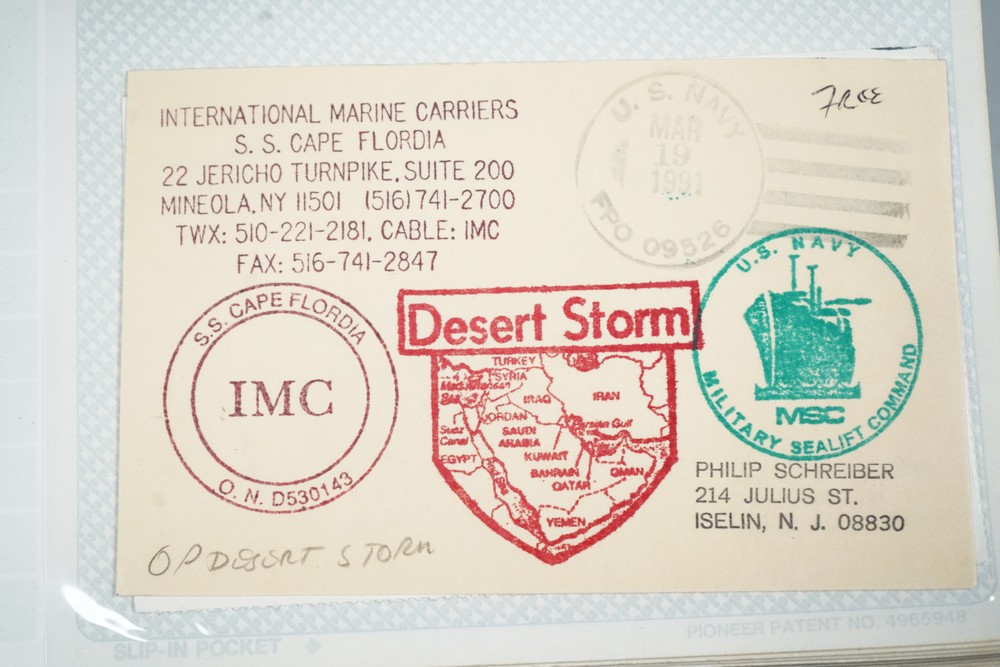 INTERNATIONAL MARINE CARRIERS
S. S. CAPE FLORDIA
22 JERICHO TURNPIKE, SUITE 200
MINEOLA, NY 11501 (516)741-2700
TWX: 510-221-2181, CABLE: IMC
FAX: 516-741-2847
U. S. NAVY
MAR
19
1991
FPO 09526
FREE
S.S. CAPE FLORDIA
IMC
O. N. D530143
Desert Storm
TURKEY
SYRIA
Mediterranean
Sea
IRAQ
IRAN
JORDAN
Suez
Canal
SAUDI
ARABIA
Persian Gulf
KUWAIT
EGYPT
BAHRAIN
OMAN
QATAR
YEMEN
U.S. NAVY
MSC
MILITARY SEALIFT COMMAND
PHILIP SCHREIBER
214 JULIUS ST.
ISELIN, N. J. 08830
OP DESERT STORM
SLIP-IN POCKET
PIONEER PATENT NO. 4965948